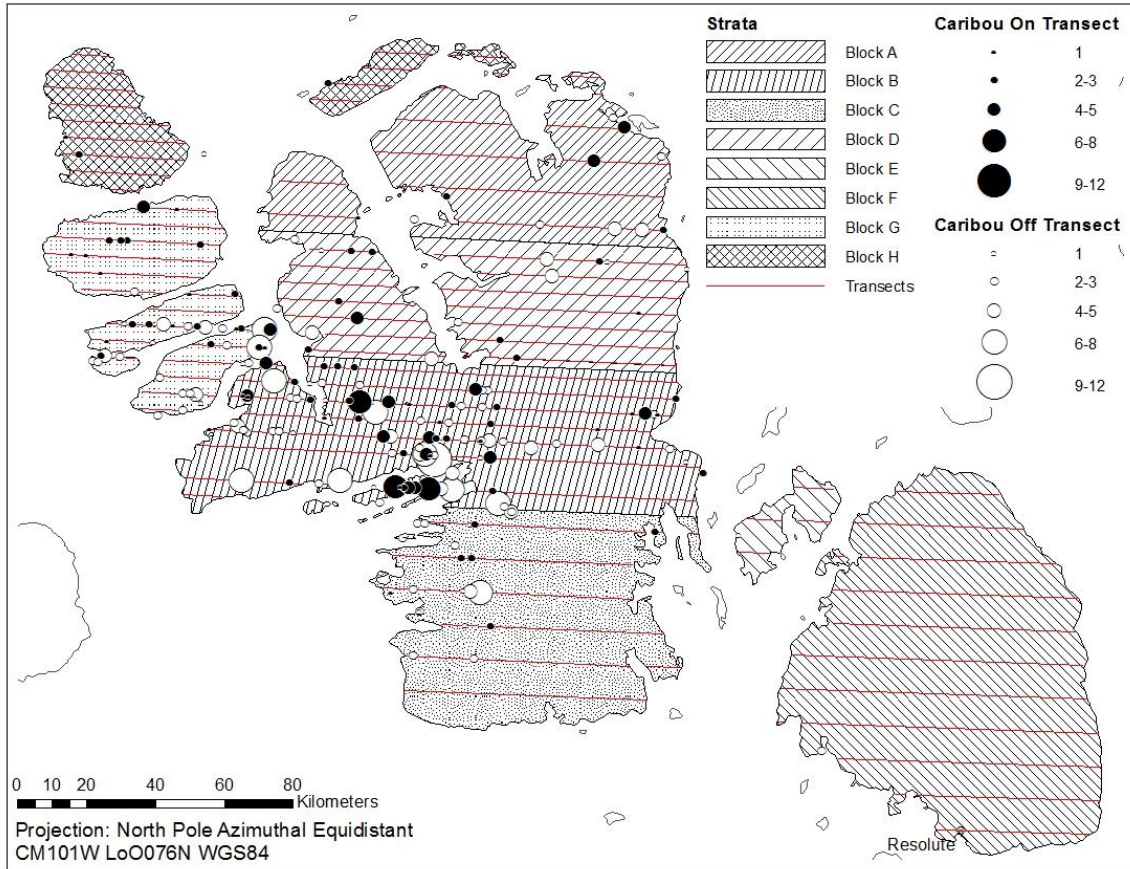 Strata
Block A
Block B
Block C
Block D
Block E
Block F
Block G
Block H
Transects
Caribou On Transect
1
2-3
4-5
6-8
9-12
Caribou Off Transect
1
2-3
4-5
6-8
9-12
0 10 20 40 60 80
Kilometers
Projection: North Pole Azimuthal Equidistant
CM101W LoO076N WGS84
Resolute